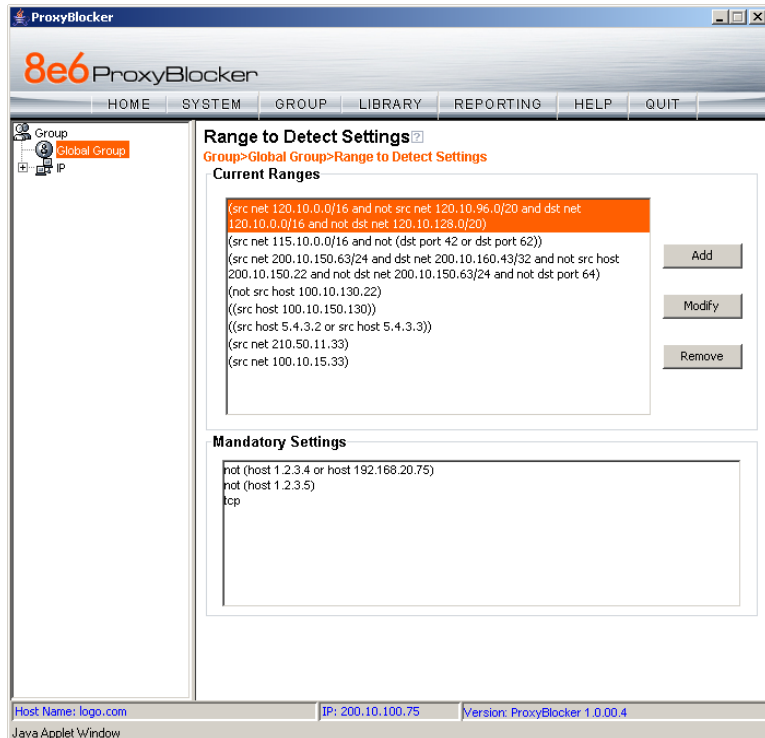 ProxyBlocker
8e6 ProxyBlocker
HOME SYSTEM GROUP LIBRARY REPORTING HELP QUIT
Group
Global Group
IP
Range to Detect Settings?
Group>Global Group>Range to Detect Settings
Current Ranges
(src net 120.10.0.0/16 and not src net 120.10.96.0/20 and dst net
120.10.0.0/16 and not dst net 120.10.128.0/20)
(src net 115.10.0.0/16 and not (dst port 42 or dst port 62))
(src net 200.10.150.63/24 and dst net 200.10.160.43/32 and not src host
200.10.150.22 and not dst net 200.10.150.63/24 and not dst port 64)
(not src host 100.10.130.22)
((src host 100.10.150.130))
((src host 5.4.3.2 or src host 5.4.3.3))
(src net 210.50.11.33)
(src net 100.10.15.33)
Add
Modify
Remove
Mandatory Settings
not (host 1.2.3.4 or host 192.168.20.75)
not (host 1.2.3.5)
tcp
Host Name: logo.com
IP: 200.10.100.75
Version: ProxyBlocker 1.0.00.4
Java Applet Window